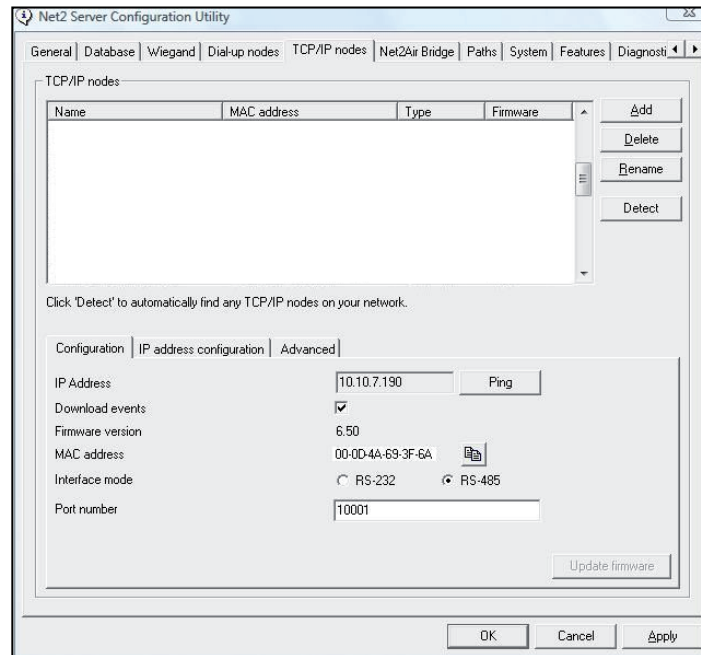 Net2 Server Configuration Utility
General Database Wiegand Dial-up nodes TCP/IP nodes Net2Air Bridge Paths System Features Diagnosti
TCP/IP nodes
Name MAC address Type Firmware
Add
Delete
Rename
Detect
Click 'Detect' to automatically find any TCP/IP nodes on your network.
Configuration IP address configuration Advanced
IP Address 10.10.7.190 Ping
Download events
Firmware version 6.50
MAC address 00-0D-4A-69-3F-6A
Interface mode RS-232 RS-485
Port number 10001
Update firmware
OK Cancel Apply